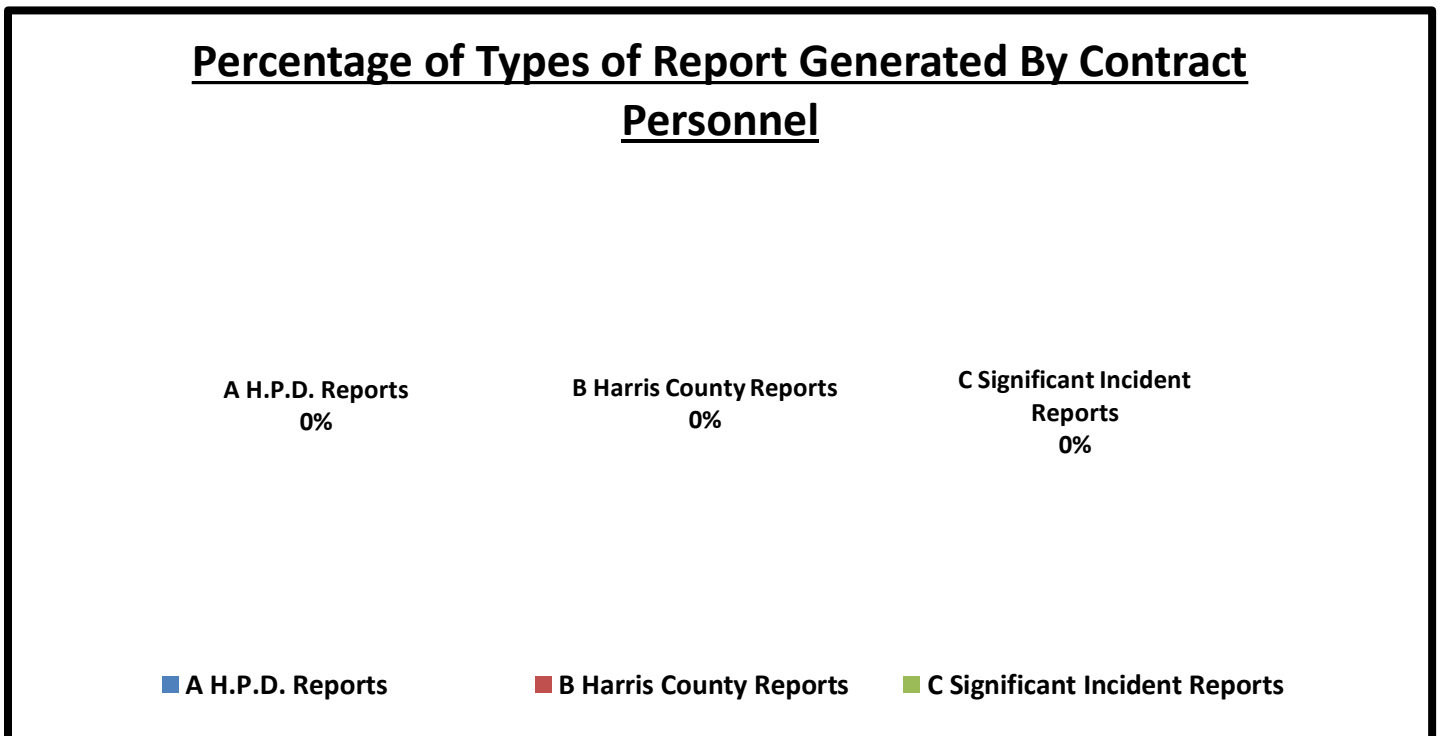 Percentage of Types of Report Generated By Contract
Personnel
A H.P.D. Reports
0%
B Harris County Reports
0%
C Significant Incident
Reports
0%
A H.P.D. Reports
B Harris County Reports
C Significant Incident Reports